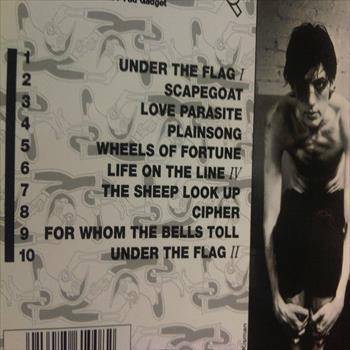 Gadget
1 UNDER THE FLAG I
2 SCAPEGOAT
3 LOVE PARASITE
4 PLAINSONG
5 WHEELS OF FORTUNE
6 LIFE ON THE LINE IV
7 THE SHEEP LOOK UP
8 CIPHER
9 FOR WHOM THE BELLS TOLL
10 UNDER THE FLAG II